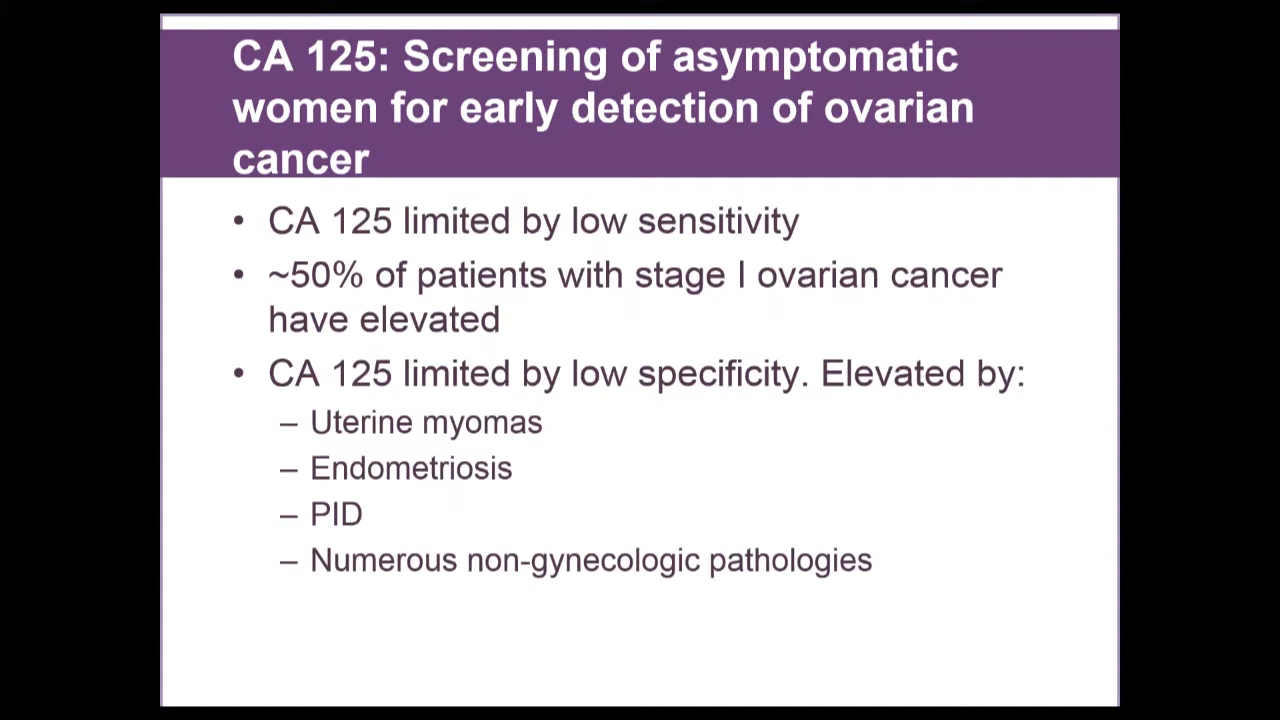 CA 125: Screening of asymptomatic
women for early detection of ovarian
cancer
• CA 125 limited by low sensitivity
• ~50% of patients with stage I ovarian cancer
have elevated
• CA 125 limited by low specificity. Elevated by:
– Uterine myomas
– Endometriosis
– PID
– Numerous non-gynecologic pathologies